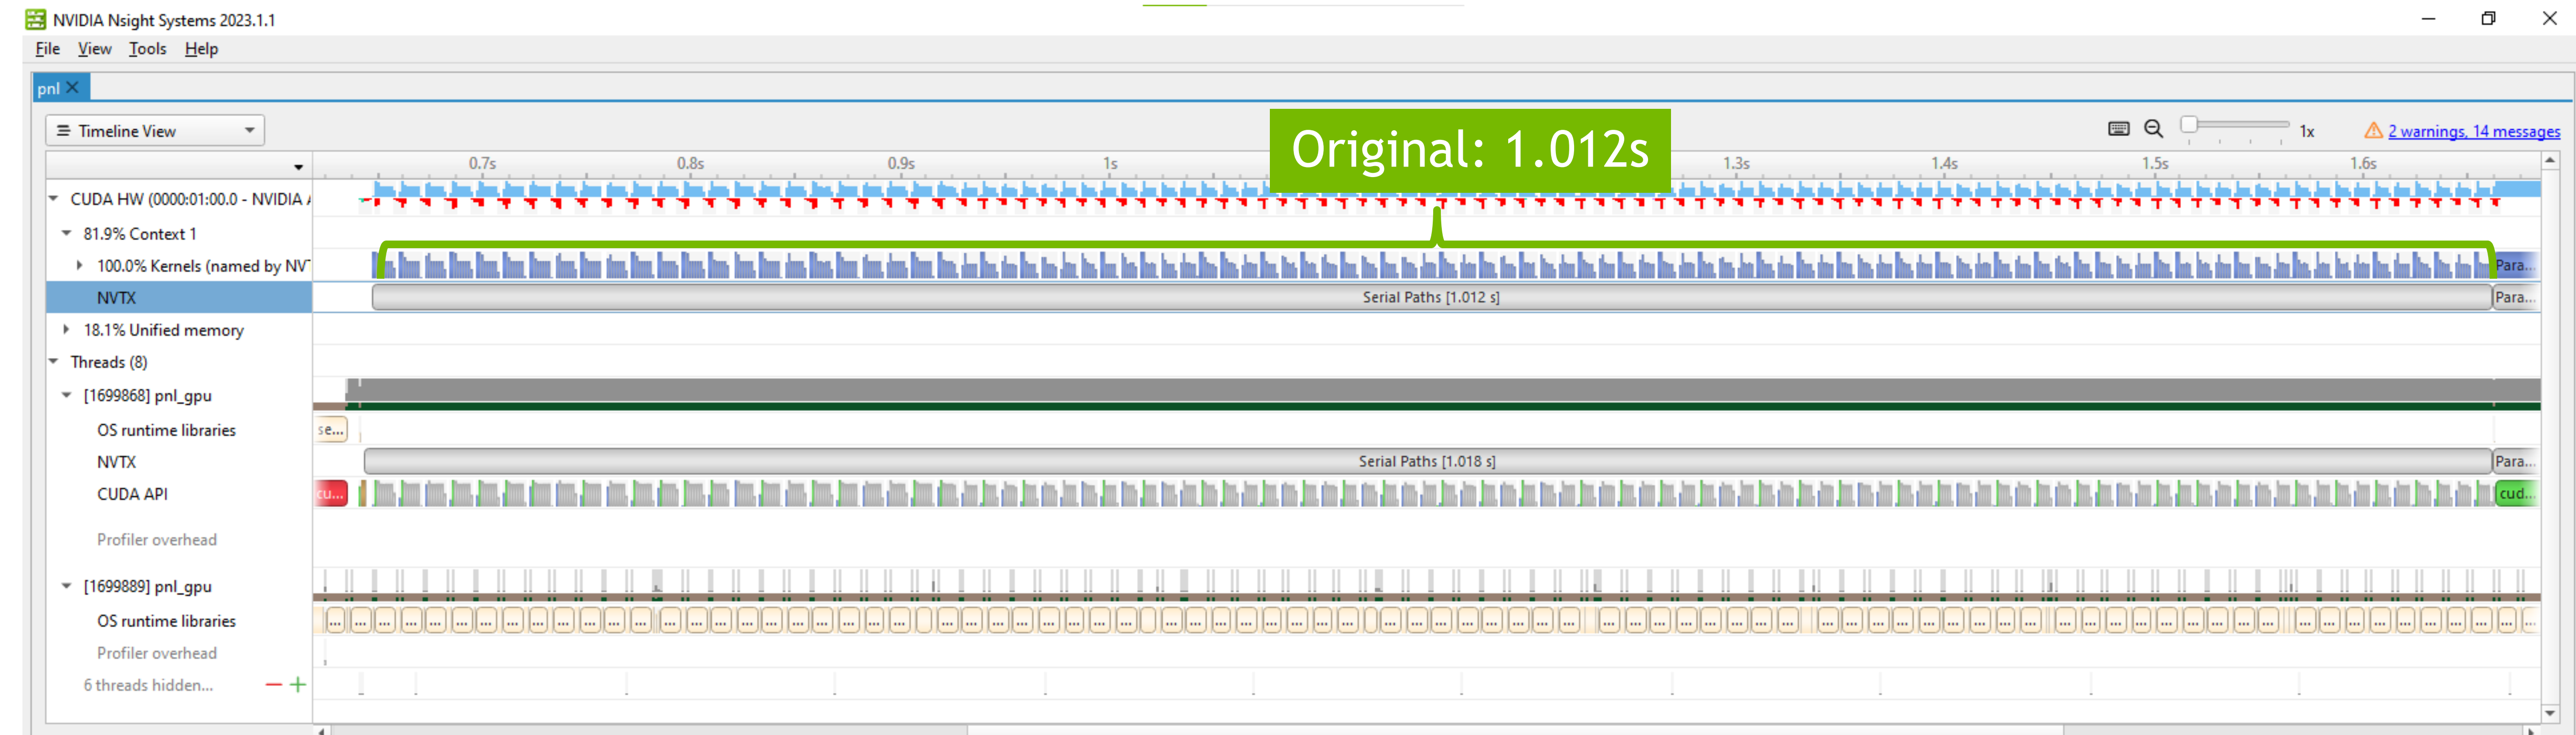 NVIDIA Nsight Systems 2023.1.1
File View Tools Help
pnl
Timeline View
1x
2 warnings, 14 messages
Original: 1.012s
0.7s 0.8s 0.9s 1s 1.3s 1.4s 1.5s 1.6s
CUDA HW (0000:01:00.0 - NVIDIA
81.9% Context 1
100.0% Kernels (named by NV
Para...
NVTX
Serial Paths [1.012 s]
Para...
18.1% Unified memory
Threads (8)
[1699868] pnl_gpu
OS runtime libraries
se...
NVTX
Serial Paths [1.018 s]
Para...
CUDA API
cu...
cud...
Profiler overhead
[1699889] pnl_gpu
OS runtime libraries
Profiler overhead
6 threads hidden...